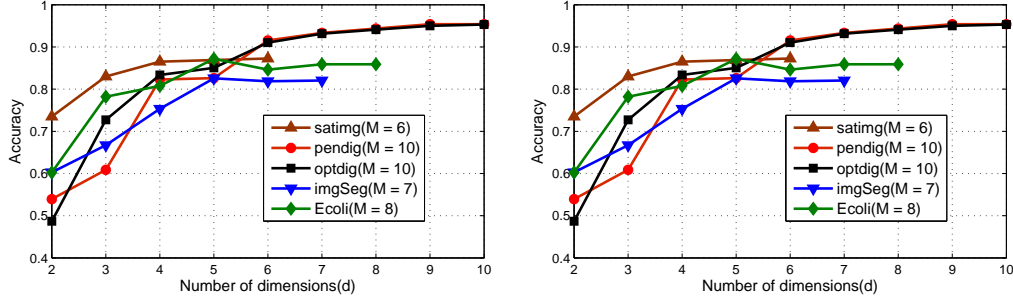 1
0.9
0.8
0.7
0.6
0.5
0.4
Accuracy
satimg(M = 6)
pendig(M = 10)
optdig(M = 10)
imgSeg(M = 7)
Ecoli(M = 8)
2 3 4 5 6 7 8 9 10
Number of dimensions(d)
1
0.9
0.8
0.7
0.6
0.5
0.4
Accuracy
satimg(M = 6)
pendig(M = 10)
optdig(M = 10)
imgSeg(M = 7)
Ecoli(M = 8)
2 3 4 5 6 7 8 9 10
Number of dimensions(d)